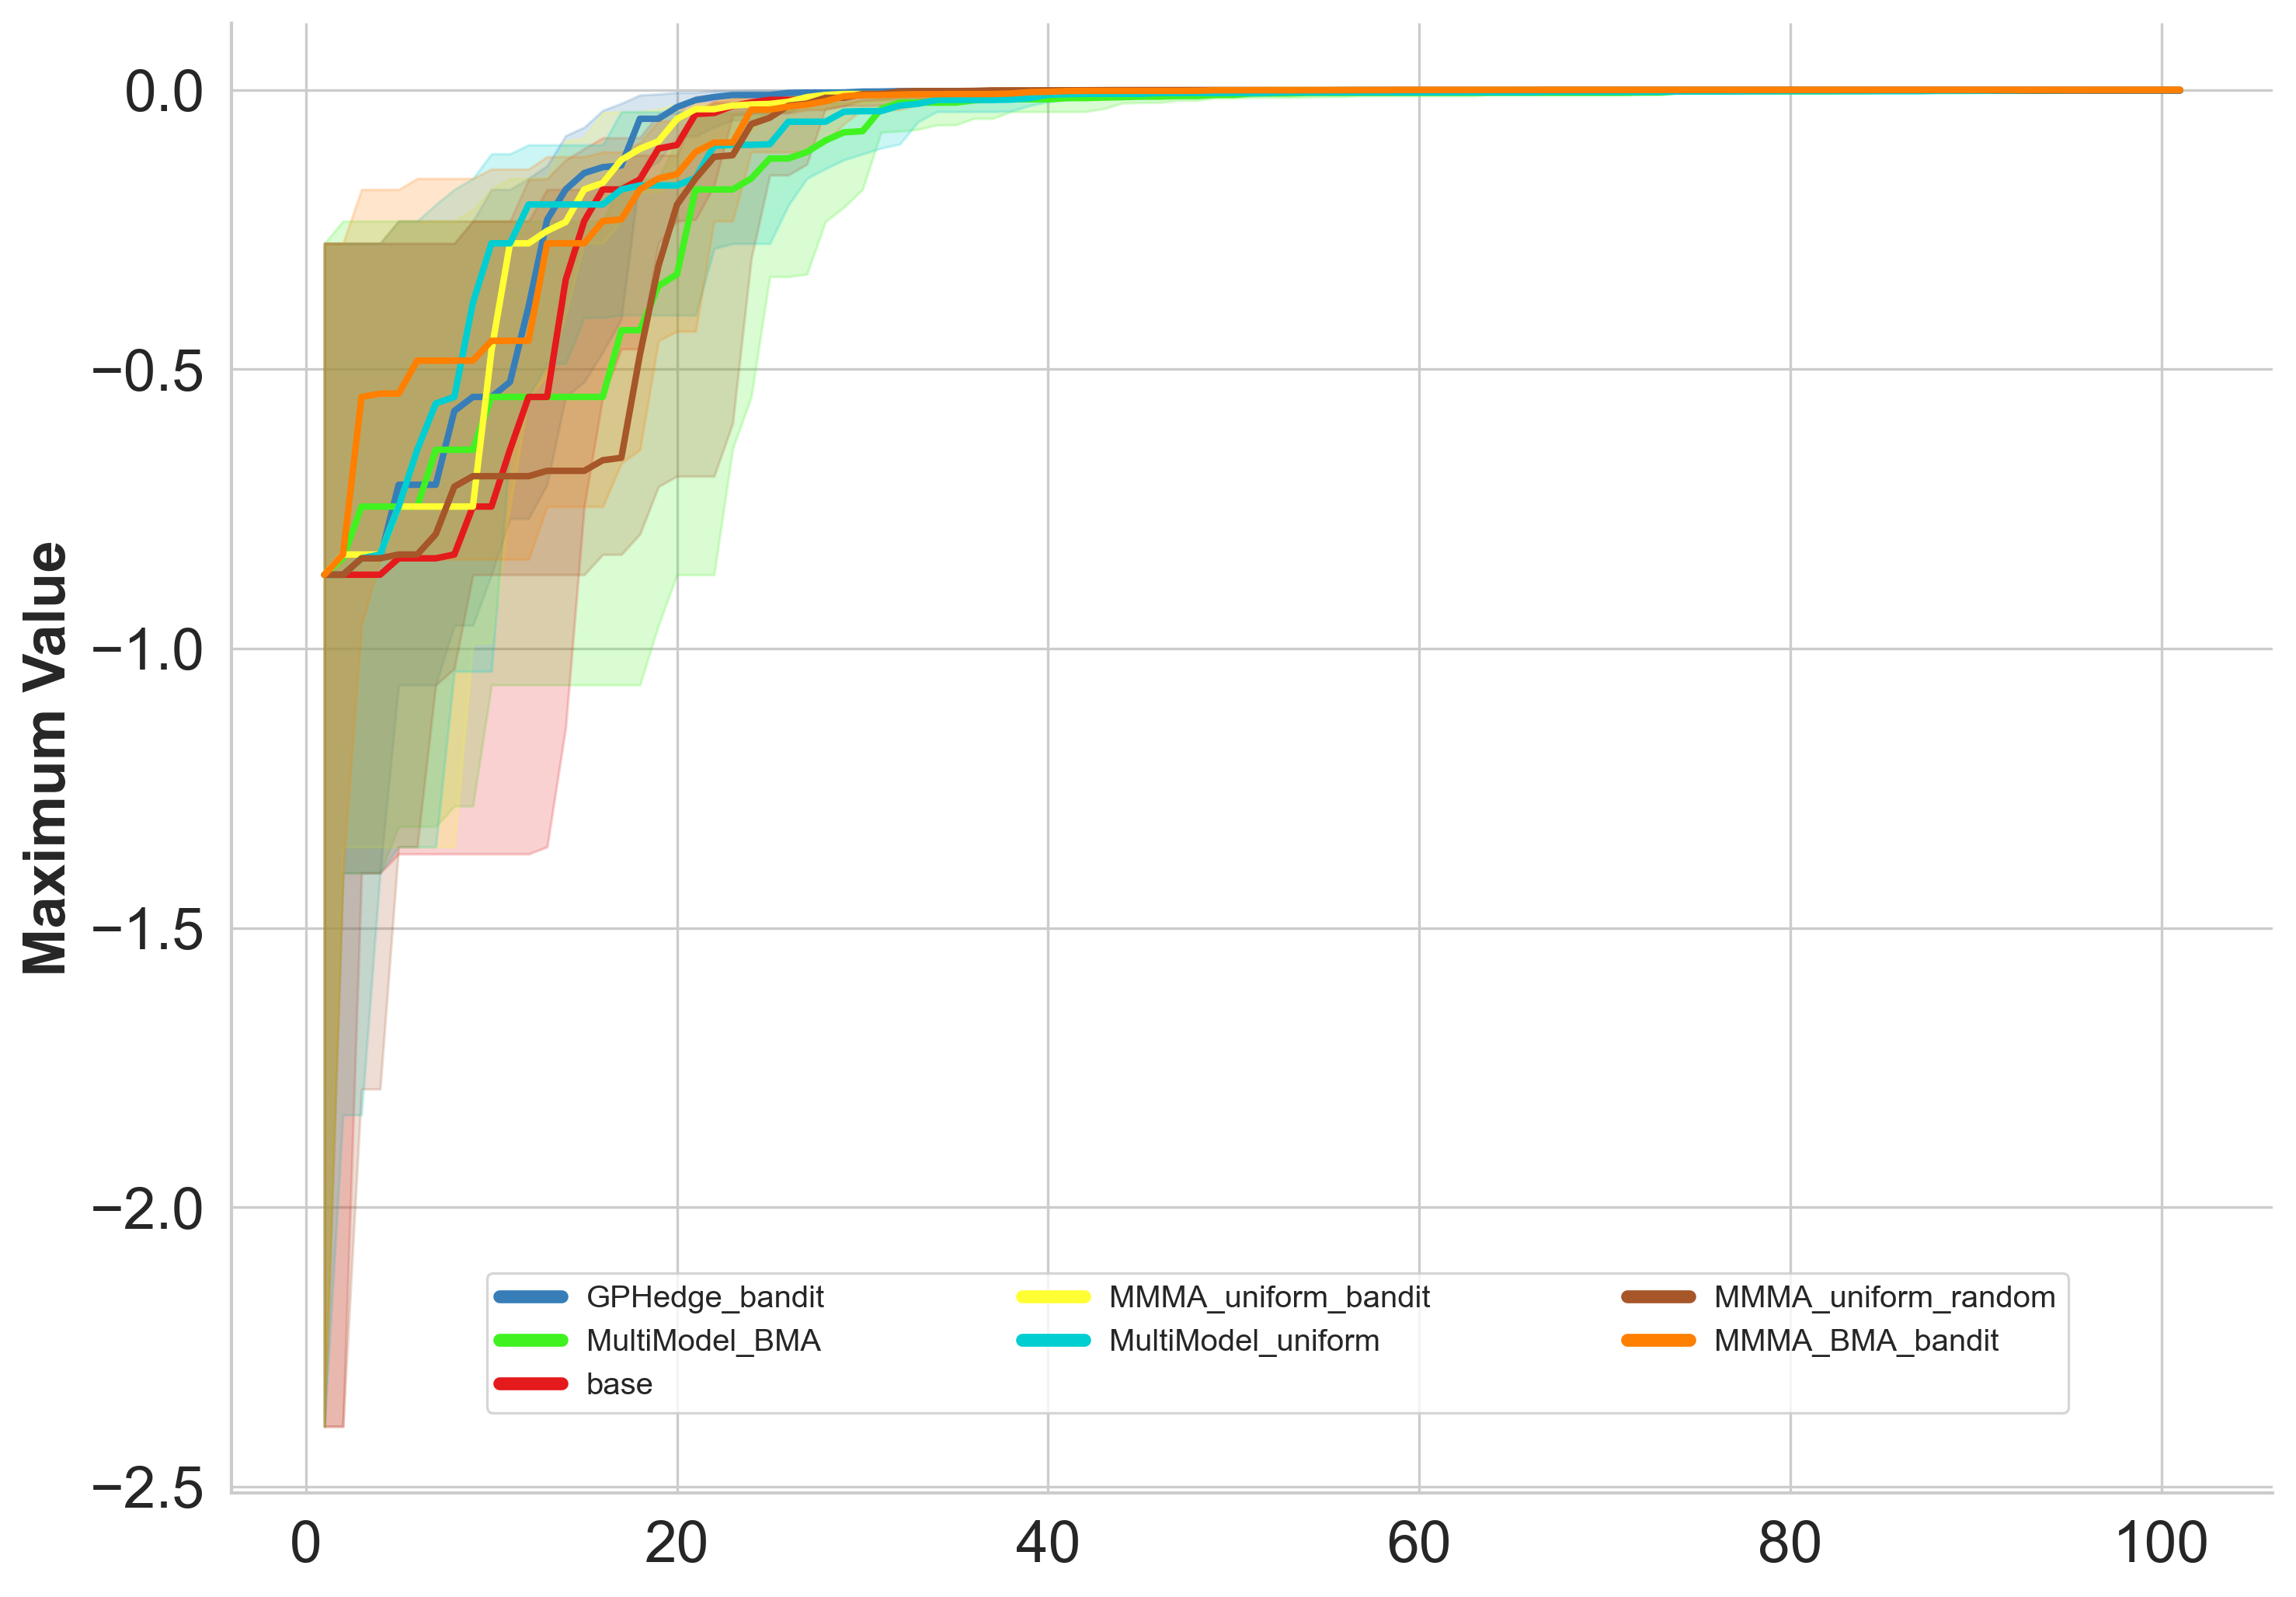 Maximum Value
0.0
−0.5
−1.0
−1.5
−2.0
−2.5
GPHedge_bandit
MultiModel_BMA
base
MMMA_uniform_bandit
MultiModel_uniform
MMMA_uniform_random
MMMA_BMA_bandit
0 20 40 60 80 100